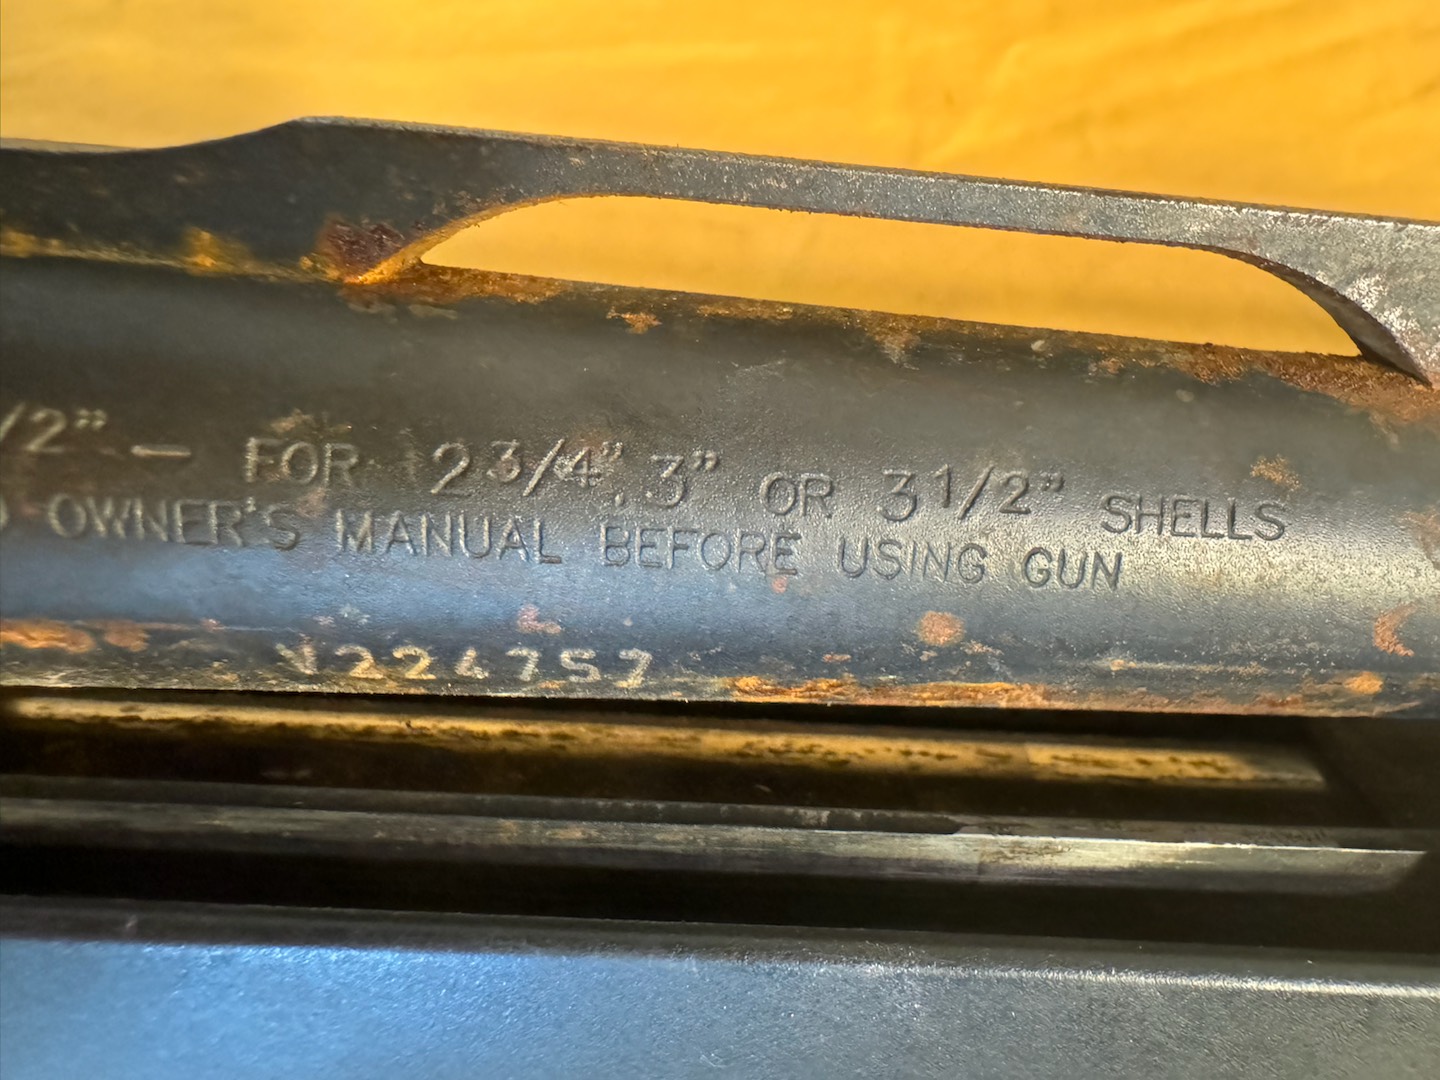 /2" — FOR 2 3/4", 3" OR 3 1/2" SHELLS
OWNER'S MANUAL BEFORE USING GUN
V224757